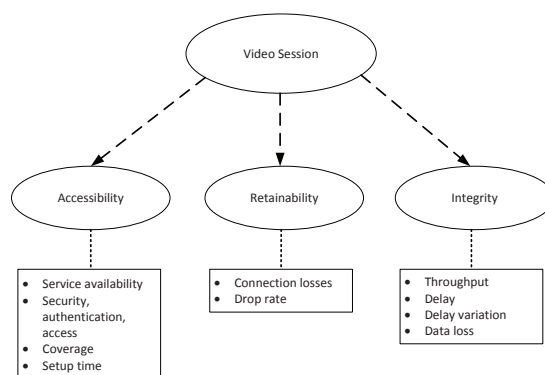 Video Session
Accessibility
Retainability
Integrity
• Service availability
• Security,
authentication,
access
• Coverage
• Setup time
• Connection losses
• Drop rate
• Throughput
• Delay
• Delay variation
• Data loss